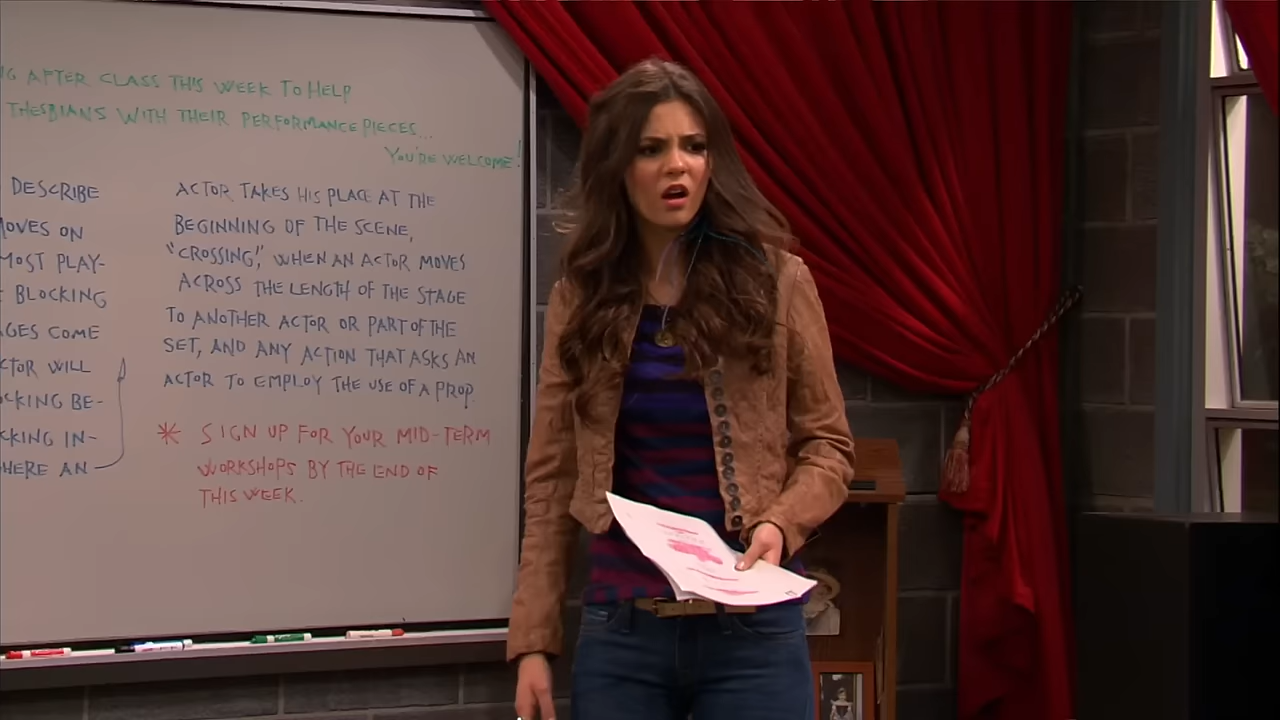 G AFTER CLASS THIS WEEK TO HELP
THESBIANS WITH THEIR PERFORMANCE PIECES...
YOU'RE WELCOME!
DESCRIBE
MOVES ON
MOST PLAY-
BLOCKING
GES COME
CTOR WILL
OCKING BE-
CKING IN-
HERE AN
ACTOR TAKES HIS PLACE AT THE
BEGINNING OF THE SCENE,
"CROSSING", WHEN AN ACTOR MOVES
ACROSS THE LENGTH OF THE STAGE
TO ANOTHER ACTOR OR PART OF THE
SET, AND ANY ACTION THAT ASKS AN
ACTOR TO EMPLOY THE USE OF A PROP.
* SIGN UP FOR YOUR MID-TERM
WORKSHOPS BY THE END OF
THIS WEEK.